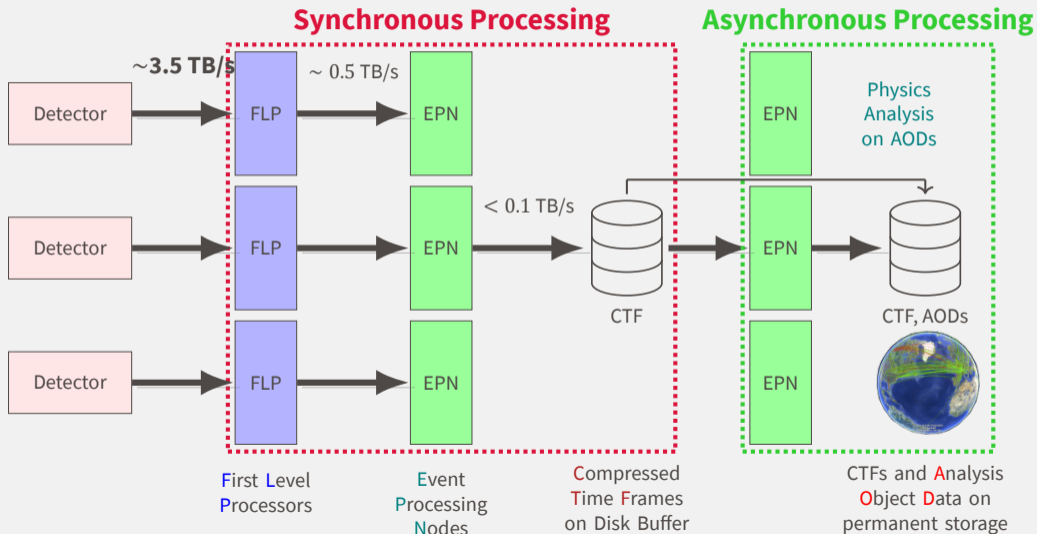 Synchronous Processing
Asynchronous Processing
~3.5 TB/s
~ 0.5 TB/s
Detector
FLP
EPN
EPN
Physics
Analysis
on AODs
< 0.1 TB/s
Detector
FLP
EPN
EPN
CTF
CTF, AODs
Detector
FLP
EPN
EPN
First Level
Processors
Event
Processing
Nodes
Compressed
Time Frames
on Disk Buffer
CTFs and Analysis
Object Data on
permanent storage